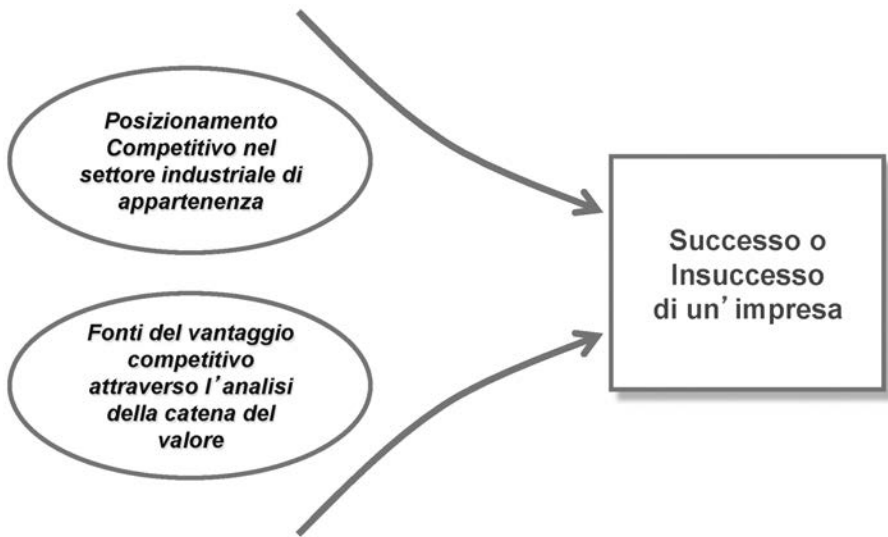 Posizionamento
Competitivo nel
settore industriale di
appartenenza
Fonti del vantaggio
competitivo
attraverso l'analisi
della catena del
valore
Successo o
Insuccesso
di un' impresa